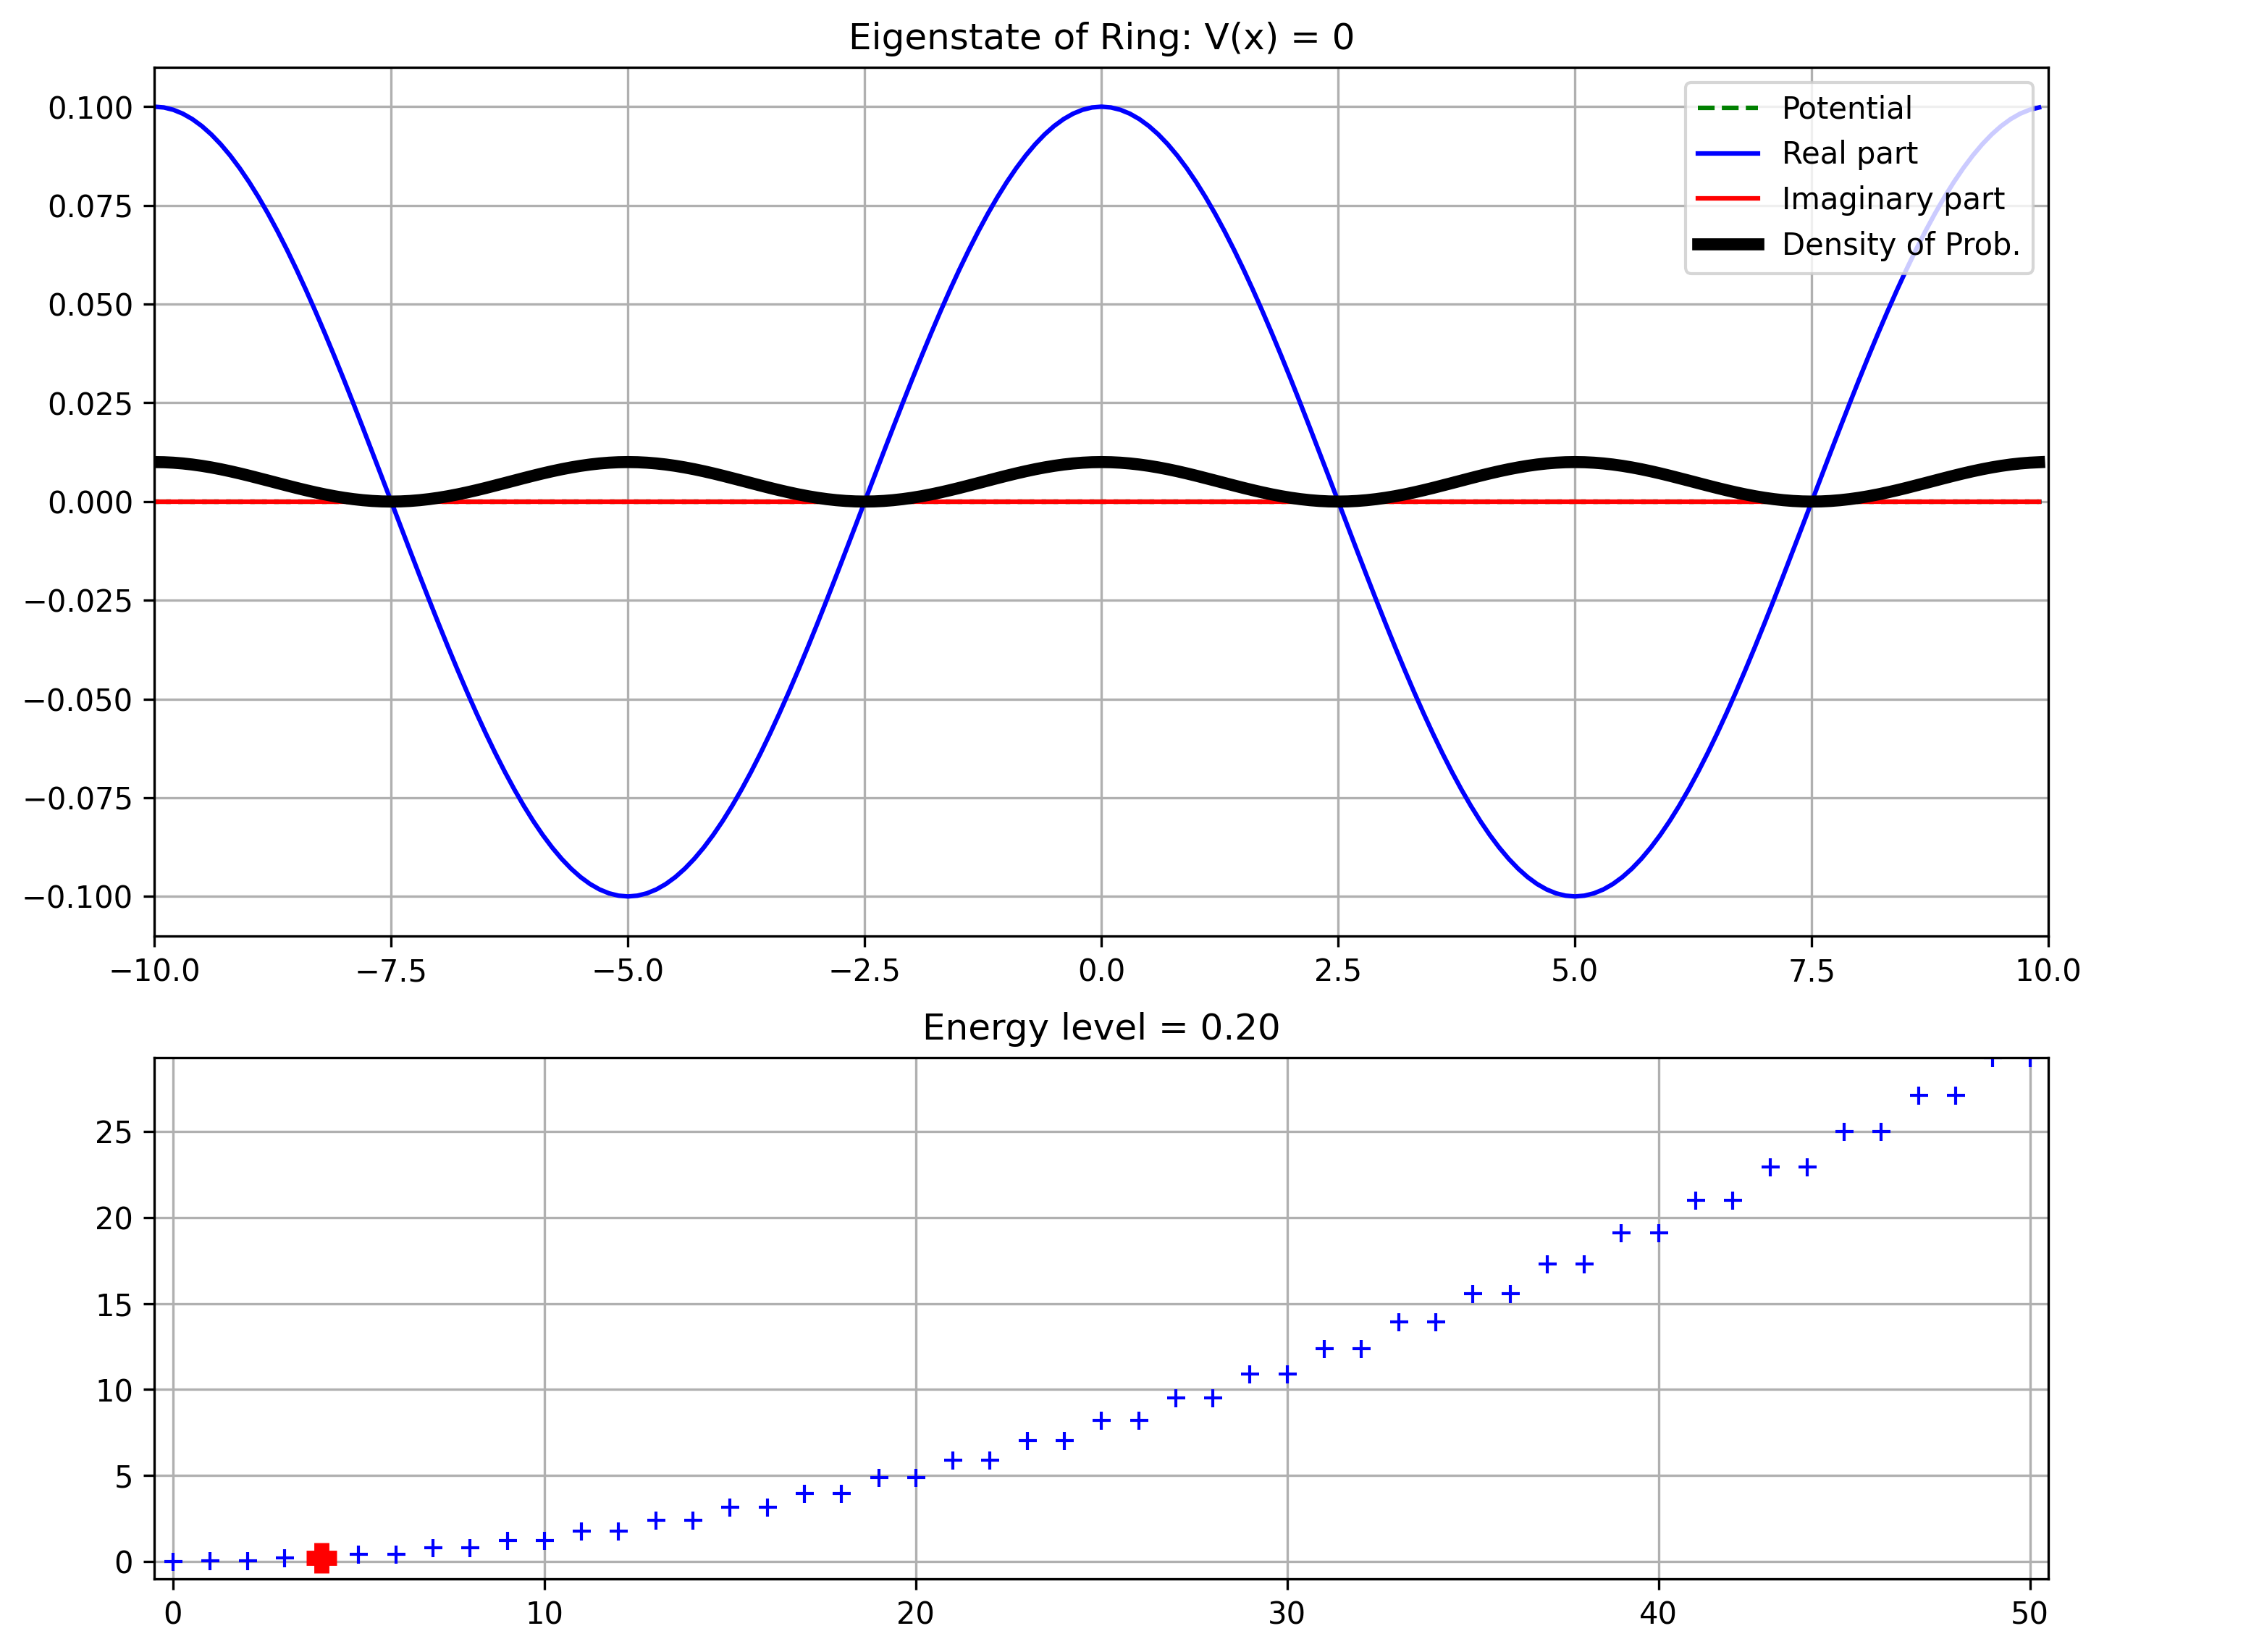 Eigenstate of Ring: V(x) = 0
0.100
0.075
0.050
0.025
0.000
−0.025
−0.050
−0.075
−0.100
Potential
Real part
Imaginary part
Density of Prob.
−10.0 −7.5 −5.0 −2.5 0.0 2.5 5.0 7.5 10.0
Energy level = 0.20
25
20
15
10
5
0
0 10 20 30 40 50